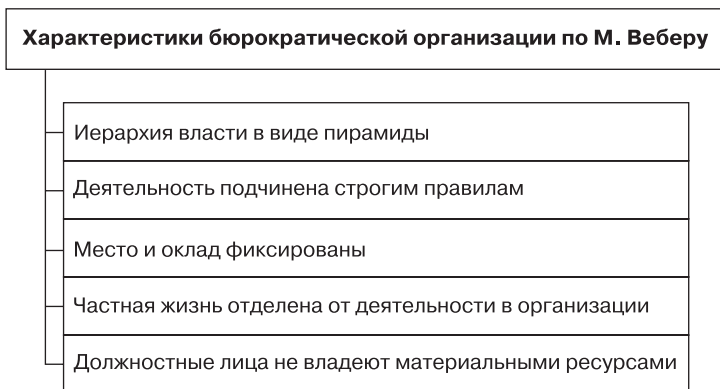 Характеристики бюрократической организации по М. Веберу
Иерархия власти в виде пирамиды
Деятельность подчинена строгим правилам
Место и оклад фиксированы
Частная жизнь отделена от деятельности в организации
Должностные лица не владеют материальными ресурсами